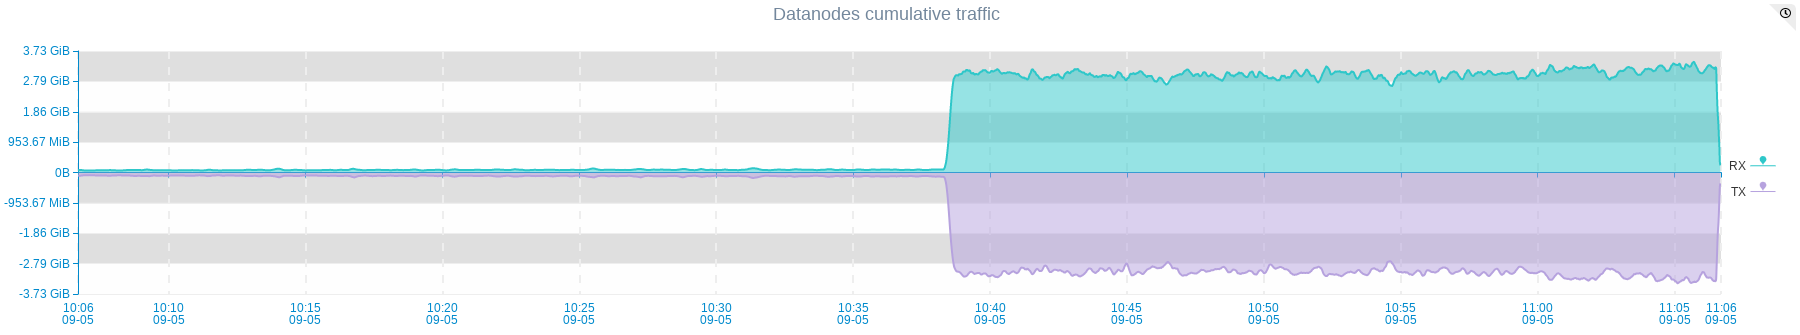 Datanodes cumulative traffic
3.73 GiB
2.79 GiB
1.86 GiB
953.67 MiB
0B
-953.67 MiB
-1.86 GiB
-2.79 GiB
-3.73 GiB
RX
TX
10:06 10:10 10:15 10:20 10:25 10:30 10:35 10:40 10:45 10:50 10:55 11:00 11:05 11:06
09-05 09-05 09-05 09-05 09-05 09-05 09-05 09-05 09-05 09-05 09-05 09-05 09-05 09-05